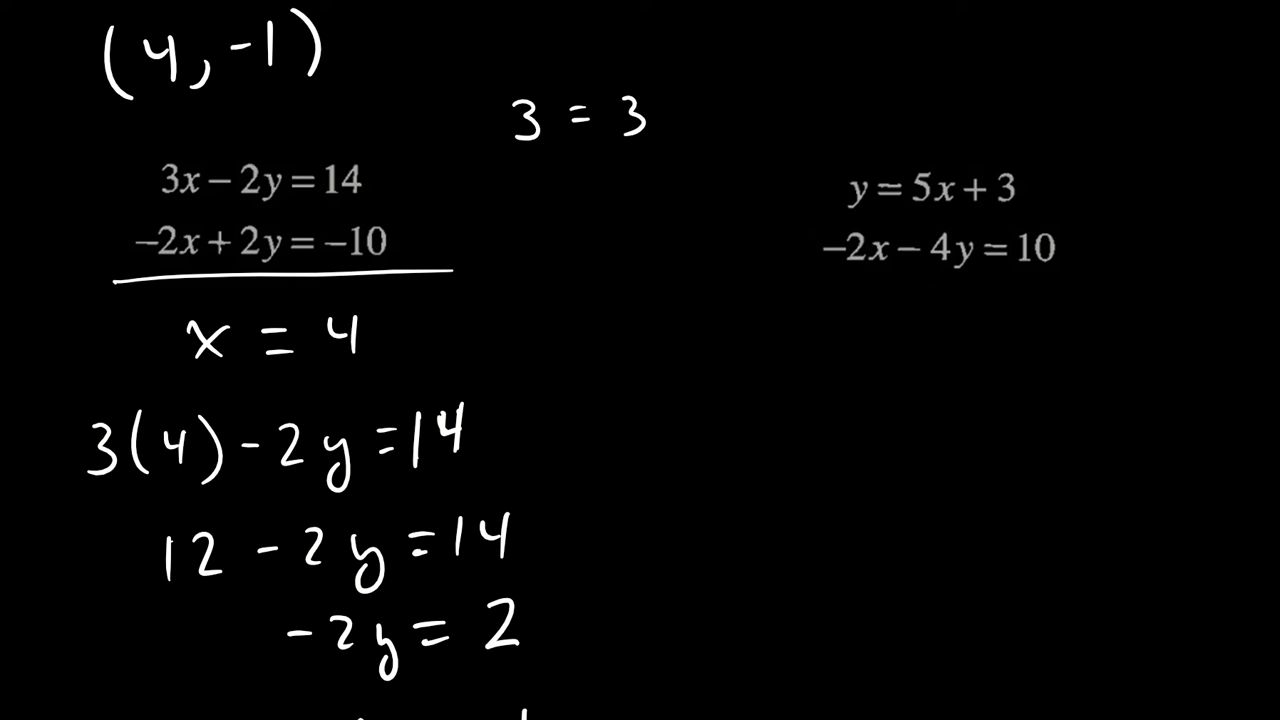 (4, -1)
3 = 3
3x − 2y = 14
−2x + 2y = −10
x = 4
3(4) - 2y = 14
12 - 2y = 14
- 2y = 2
y = 5x + 3
−2x − 4y = 10